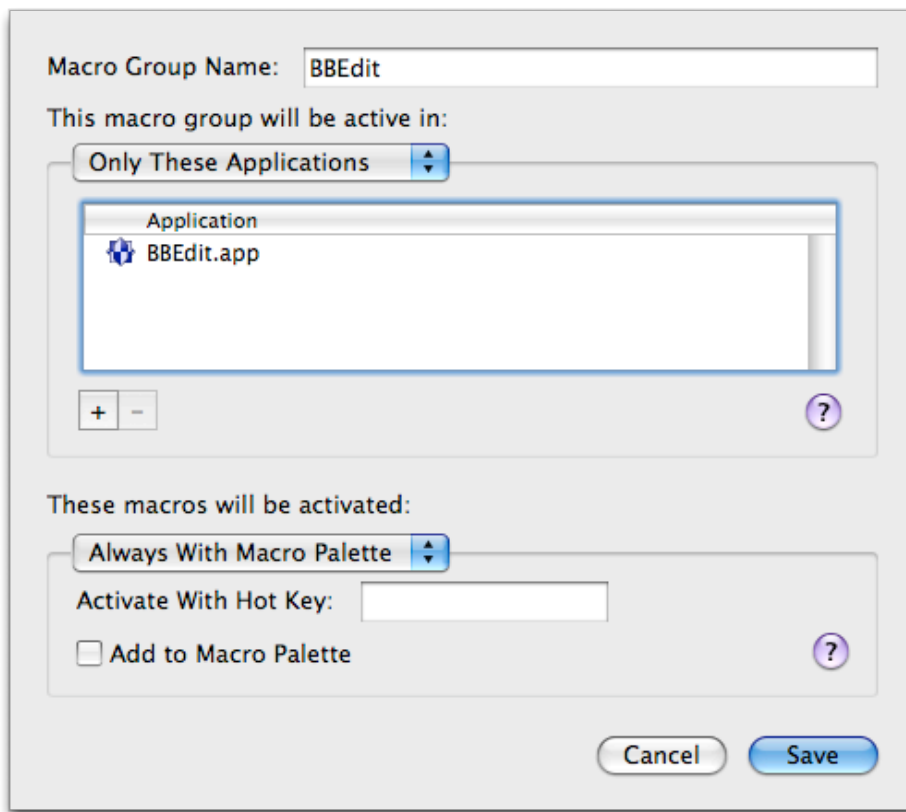 Macro Group Name: BBEdit
This macro group will be active in:
Only These Applications
Application
BBEdit.app
+ -
?
These macros will be activated:
Always With Macro Palette
Activate With Hot Key:
Add to Macro Palette
?
Cancel Save